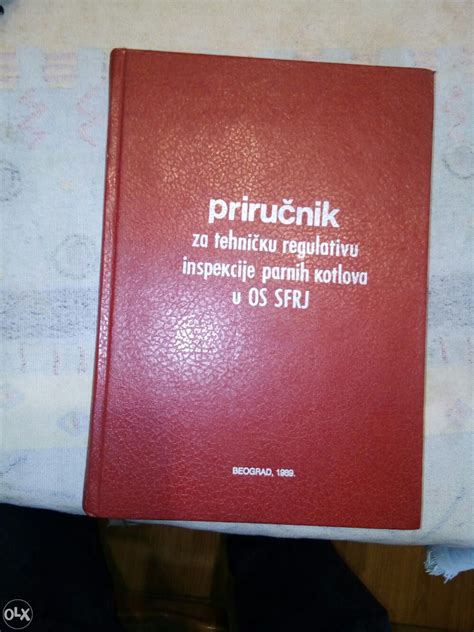 priručnik
za tehničku regulativu
inspekcije parnih kotlova
u OS SFRJ
BEOGRAD, 1989.
OLX